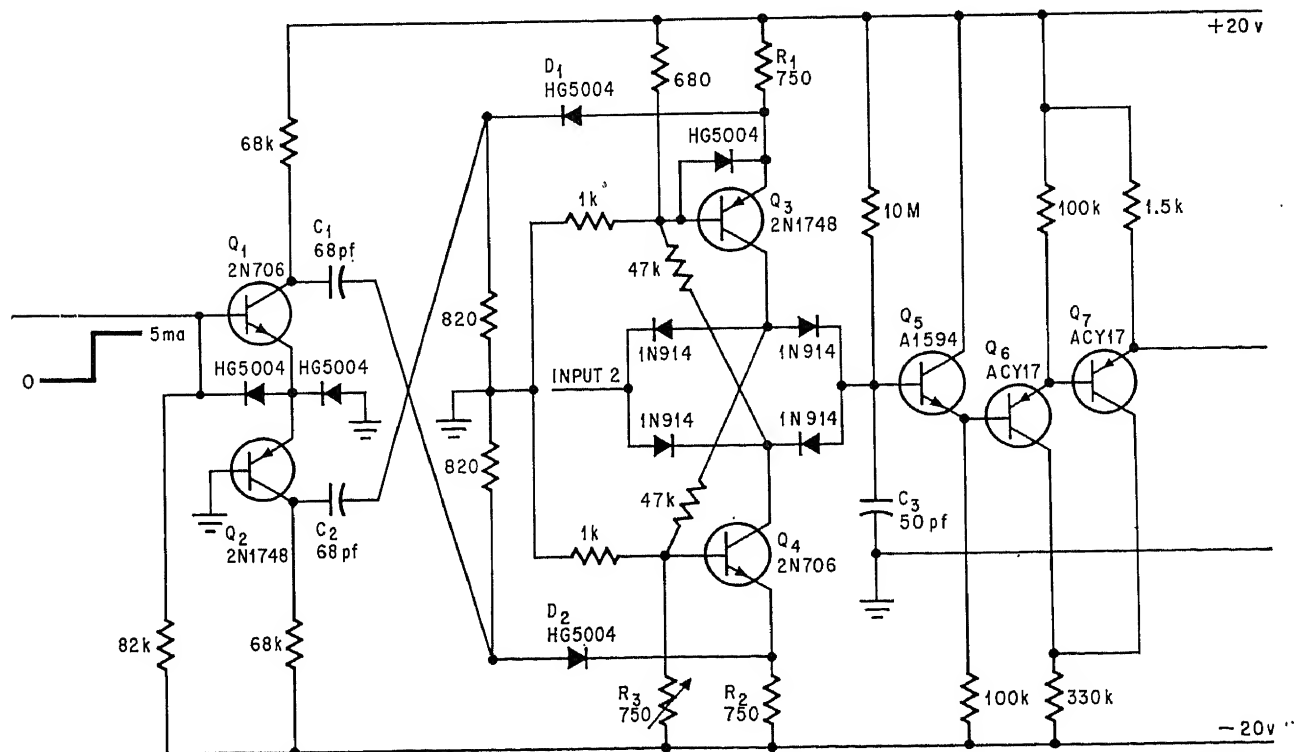 +20 v
D1
HG5004
R1
750
680
68k
HG5004
1k
Q3
2N1748
10M
100k
1.5k
C1
68pf
Q1
2N706
47k
820
5ma
0
1N914
1N914
Q5
A1594
Q7
ACY17
HG5004
HG5004
INPUT 2
Q6
ACY17
1N914
1N914
820
47k
C3
50 pf
C2
68pf
Q2
2N1748
1k
Q4
2N706
82k
68k
D2
HG5004
R3
750
R2
750
100k
330k
−20v